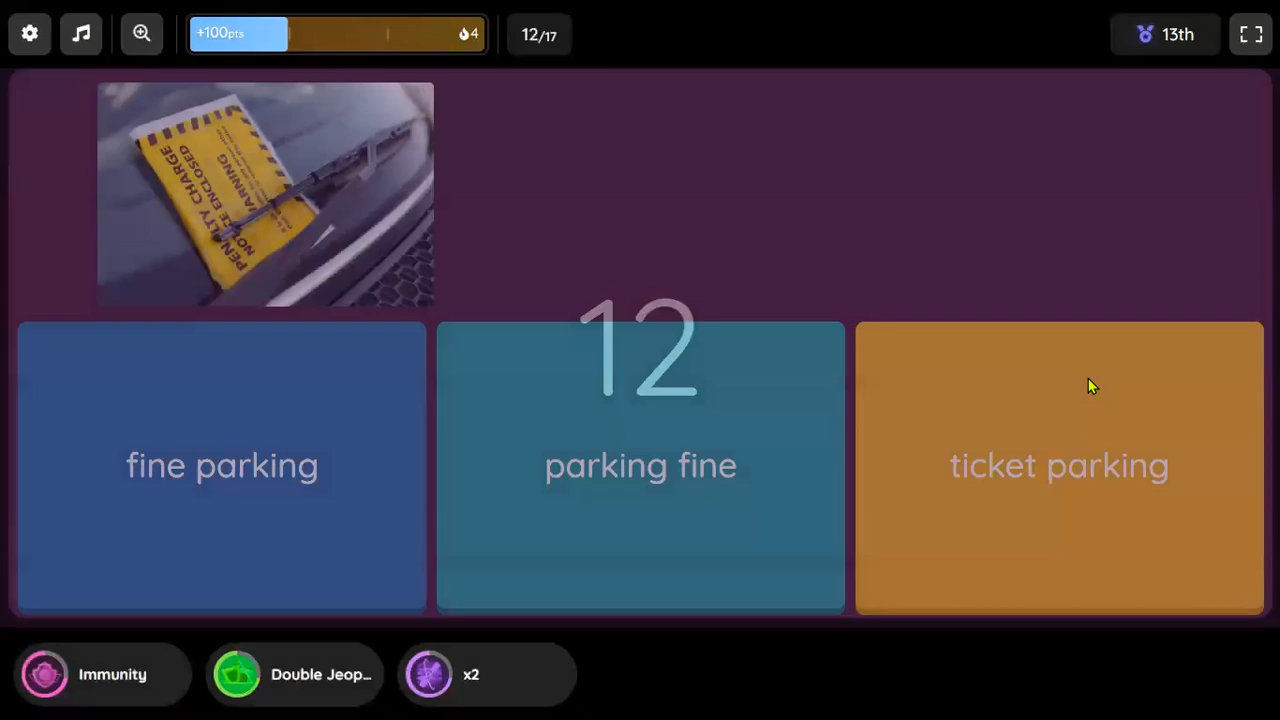 +100pts
4
12/17
13th
PENALTY CHARGE
NOTICE ENCLOSED
WARNING
12
fine parking
parking fine
ticket parking
Immunity
Double Jeop...
x2